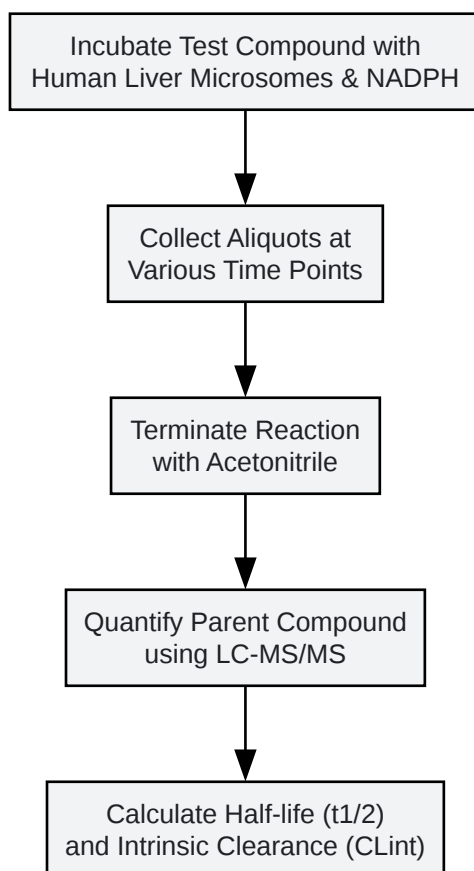 Incubate Test Compound with
Human Liver Microsomes & NADPH
Collect Aliquots at
Various Time Points
Terminate Reaction
with Acetonitrile
Quantify Parent Compound
using LC-MS/MS
Calculate Half-life (t1/2)
and Intrinsic Clearance (CLint)